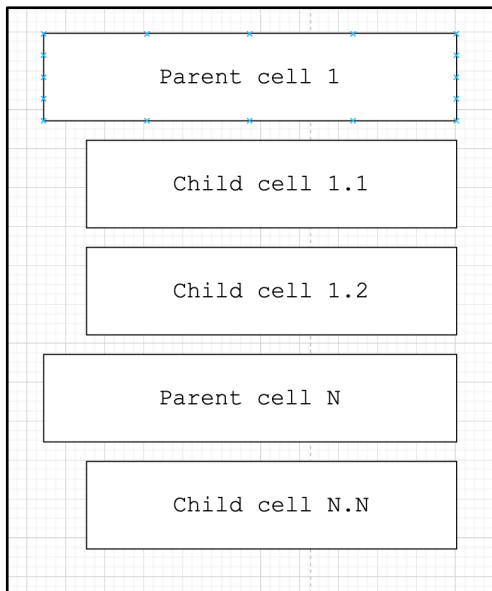 Parent cell 1
Child cell 1.1
Child cell 1.2
Parent cell N
Child cell N.N